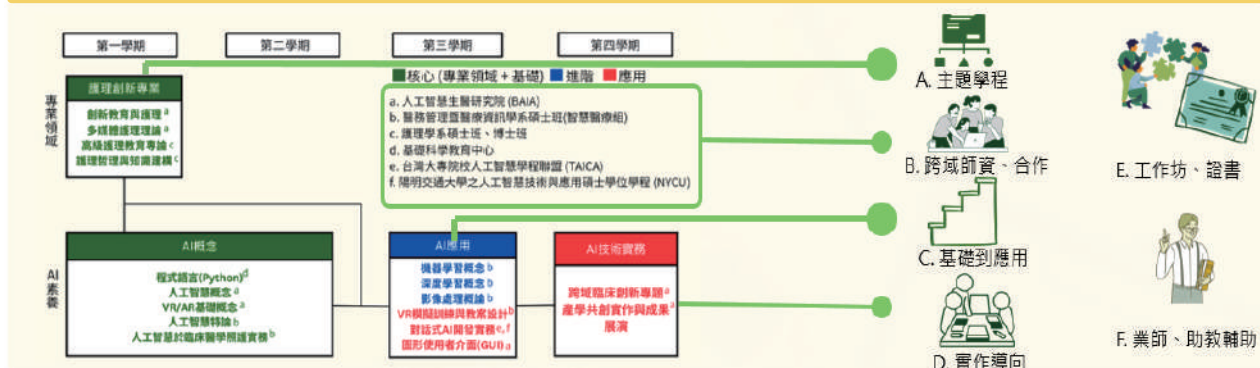 第一學期
第二學期
第三學期
第四學期
核心 (專業領域 + 基礎) 進階 應用
專業領域
護理創新專業
創新教育與護理 a
多媒體護理理論 a
高級護理教育專論 c
護理哲理與知識建構 c
a. 人工智慧生醫研究院 (BAIA)
b. 醫務管理暨醫療資訊學系碩士班(智慧醫療組)
c. 護理學系碩士班、博士班
d. 基礎科學教育中心
e. 台灣大專院校人工智慧學程聯盟 (TAICA)
f. 陽明交通大學之人工智慧技術與應用碩士學位學程 (NYCU)
AI素養
AI概念
程式語言(Python) d
人工智慧概念 a
VR/AR基礎概念 a
人工智慧特論 b
人工智慧於臨床醫學照護實務 b
AI應用
機器學習概念 b
深度學習概念 b
影像處理概論 b
VR模擬訓練與教案設計 b
對話式AI開發實務 e, f
圖形使用者介面(GUI) a
AI技術實務
跨域臨床創新專題 a
產學共創實作與成果 a
展演
A. 主題學程
B. 跨域師資、合作
C. 基礎到應用
D. 實作導向
E. 工作坊、證書
F. 業師、助教輔助